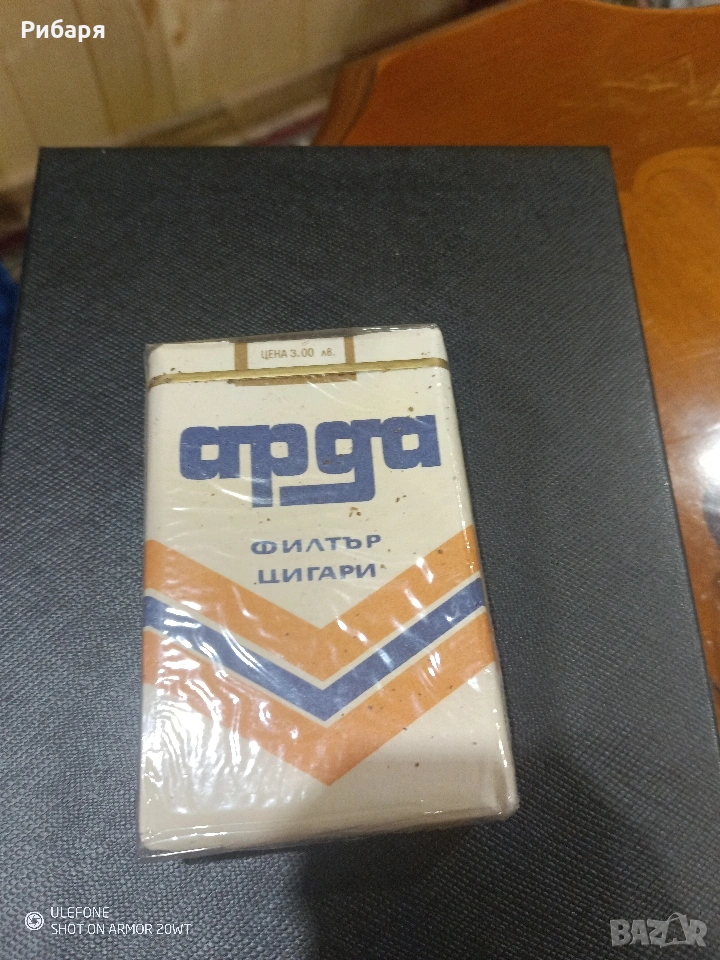 Рибаря
ЦЕНА 3.00 лв.
арда
ФИЛТЪР
ЦИГАРИ
ULEFONE
SHOT ON ARMOR 20WT
BAZAR